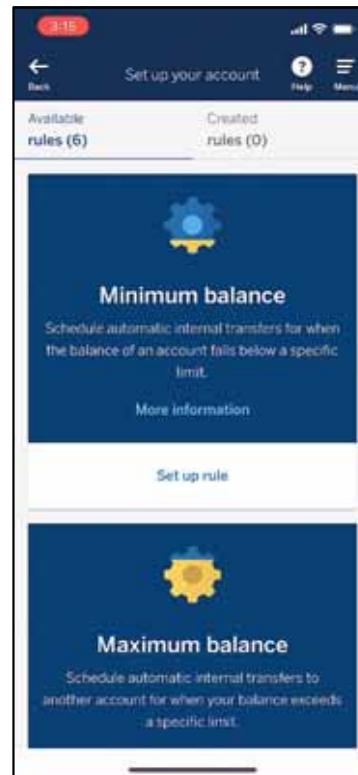 3:15
Back
Set up your account
?
Help
Menu
Available
rules (6)
Created
rules (0)
Minimum balance
Schedule automatic internal transfers for when
the balance of an account falls below a specific
limit.
More information
Set up rule
Maximum balance
Schedule automatic internal transfers to
another account for when your balance exceeds
a specific limit.